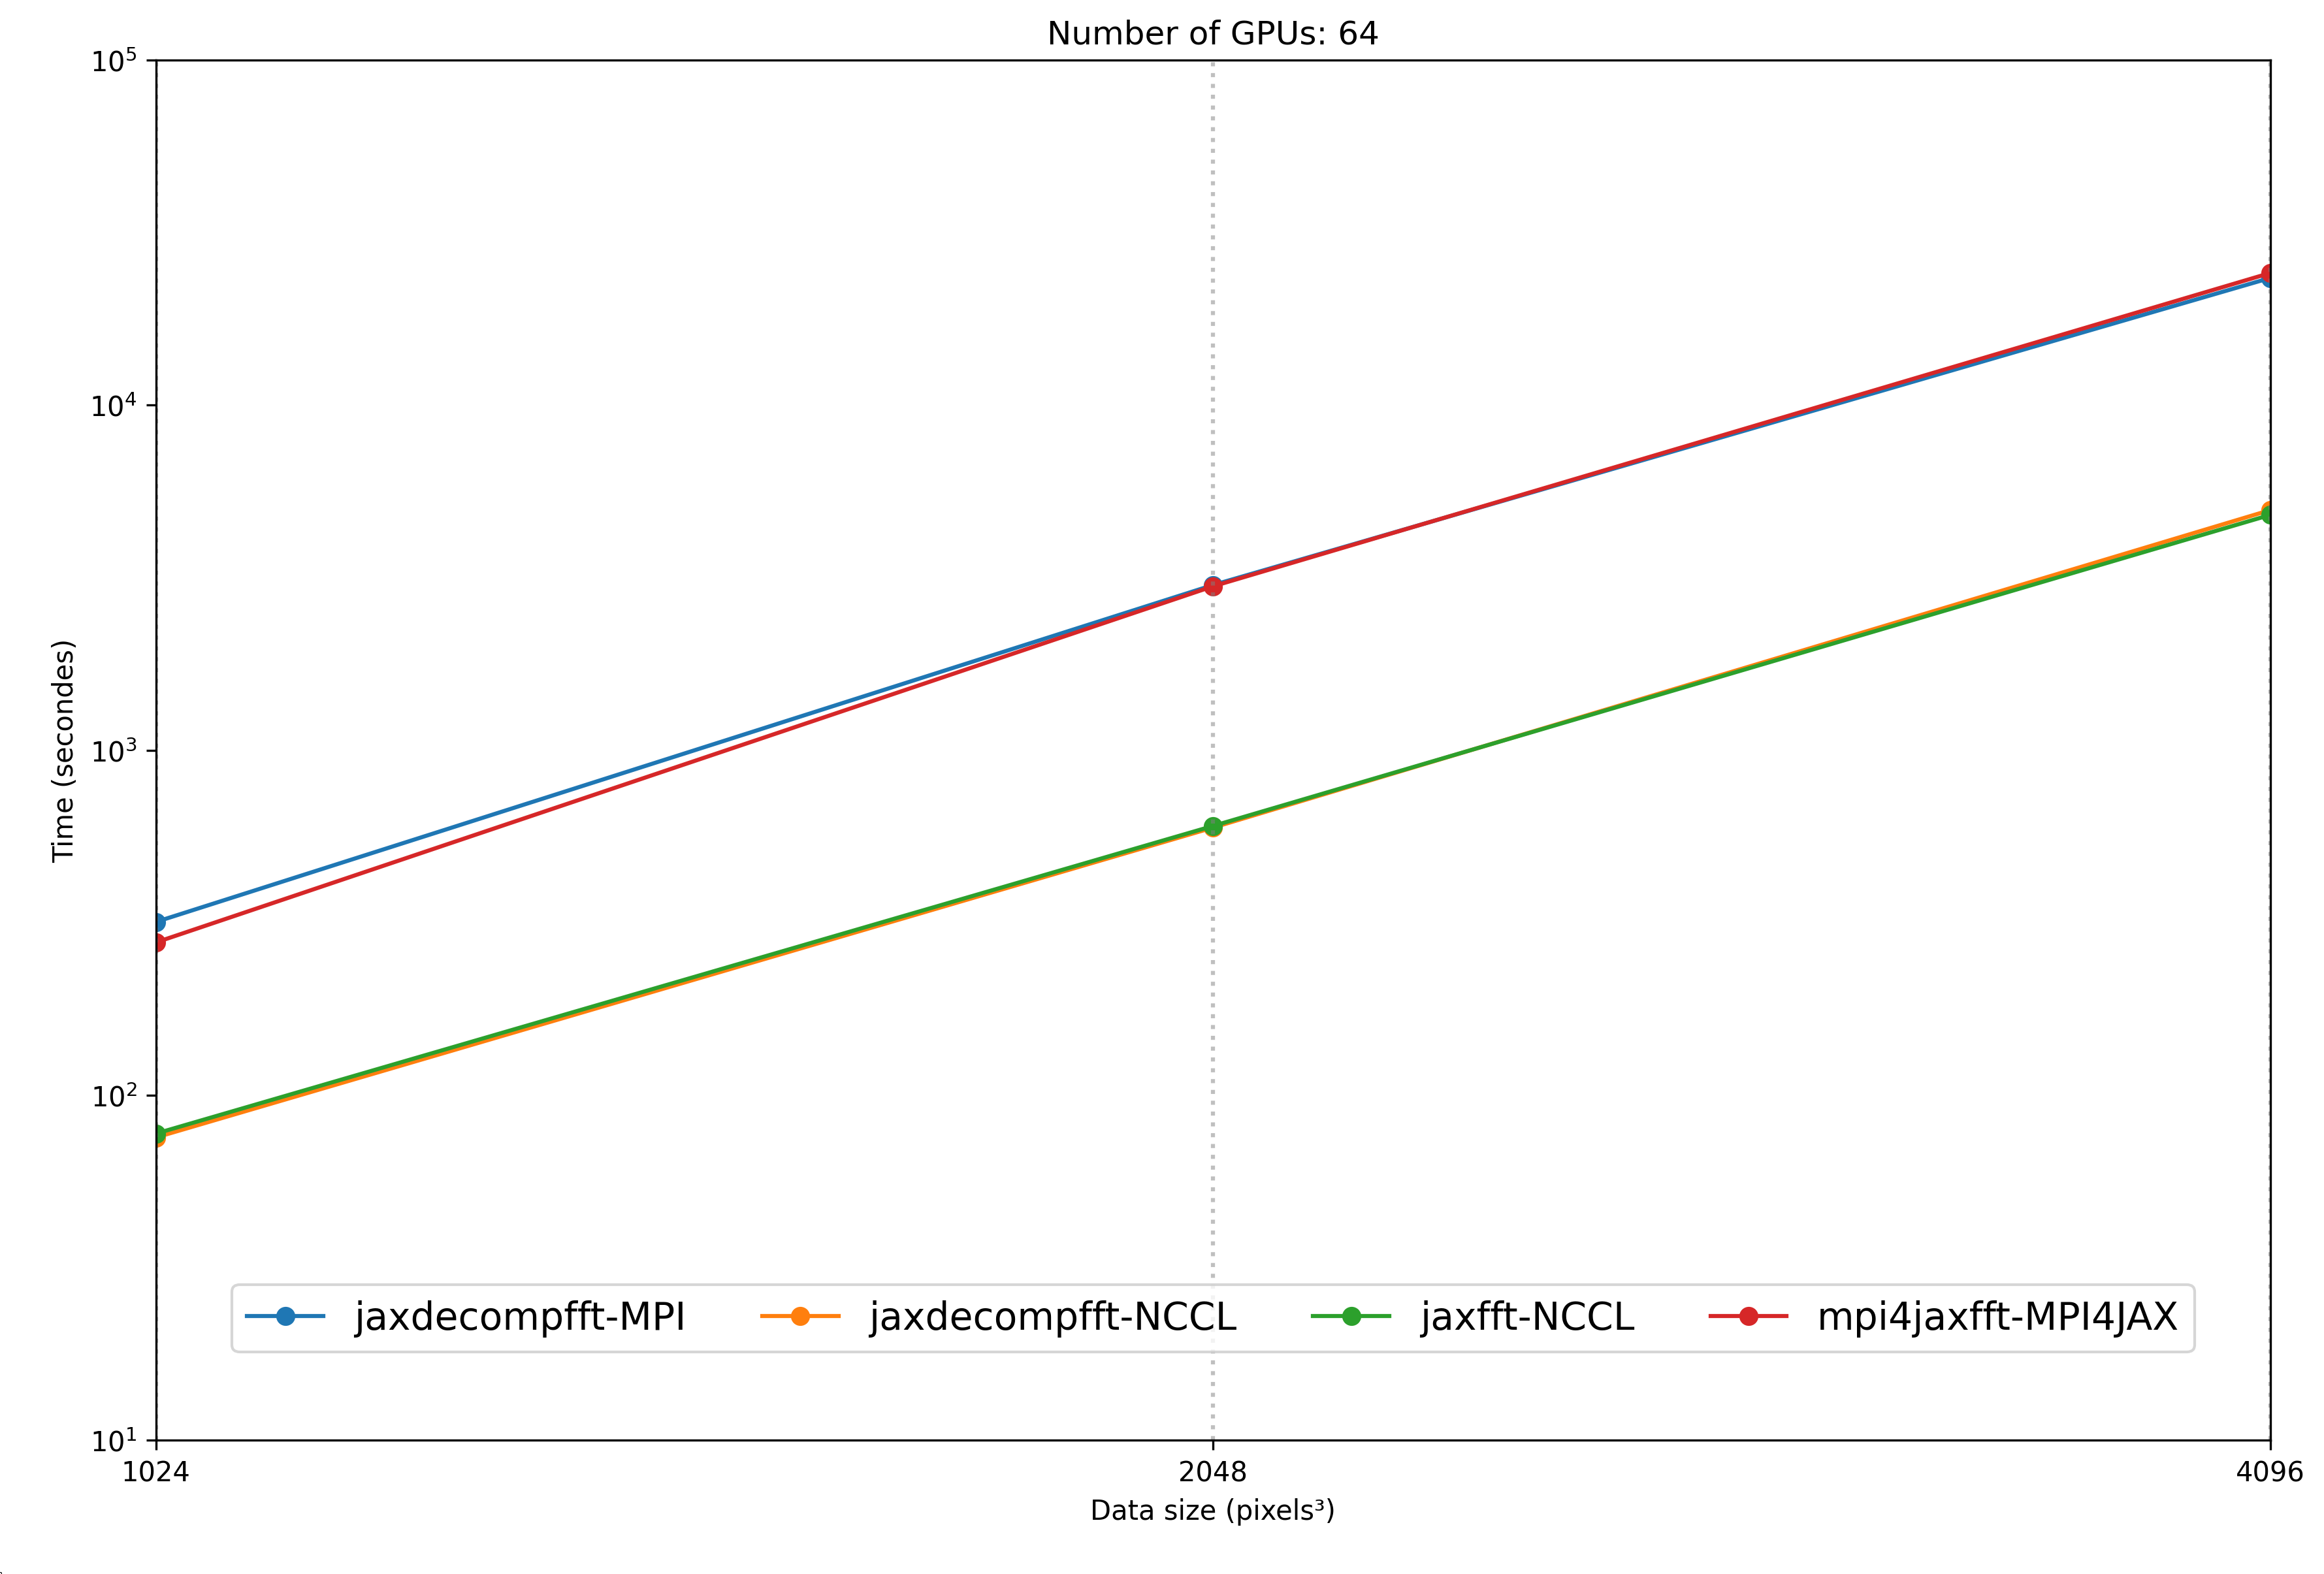 Number of GPUs: 64
10⁵
10⁴
10³
10²
10¹
Time (secondes)
jaxdecompfft-MPI jaxdecompfft-NCCL jaxfft-NCCL mpi4jaxfft-MPI4JAX
1024 2048 4096
Data size (pixels³)